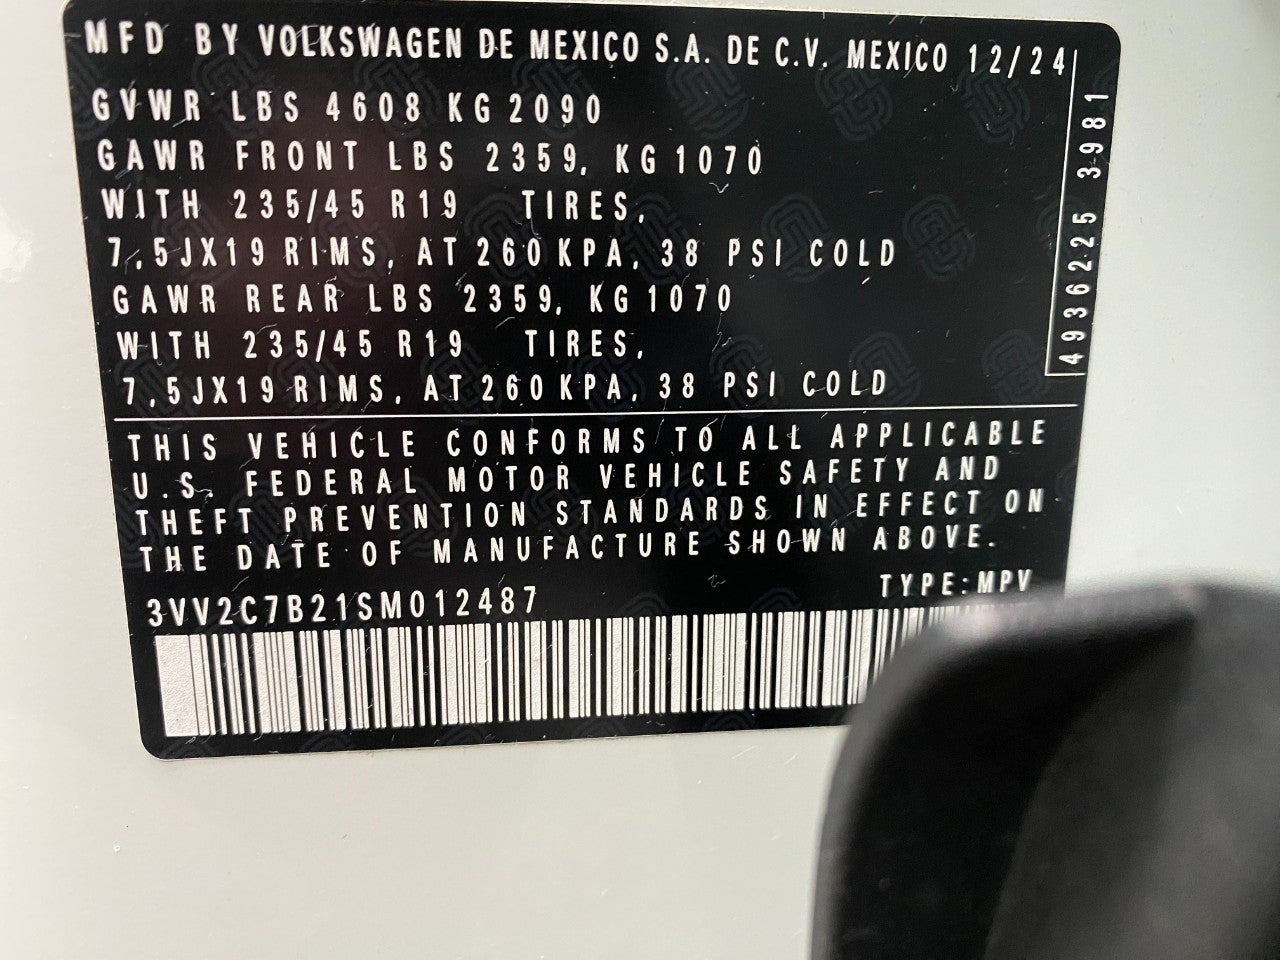 MFD BY VOLKSWAGEN DE MEXICO S.A. DE C.V. MEXICO 12/24
GVWR LBS 4608 KG 2090
GAWR FRONT LBS 2359, KG 1070
WITH 235/45 R19 TIRES,
7,5JX19 RIMS, AT 260 KPA, 38 PSI COLD
GAWR REAR LBS 2359, KG 1070
WITH 235/45 R19 TIRES,
7,5JX19 RIMS, AT 260 KPA, 38 PSI COLD
4936225 3981
THIS VEHICLE CONFORMS TO ALL APPLICABLE
U.S. FEDERAL MOTOR VEHICLE SAFETY AND
THEFT PREVENTION STANDARDS IN EFFECT ON
THE DATE OF MANUFACTURE SHOWN ABOVE.
3VV2C7B21SM012487 TYPE: MPV